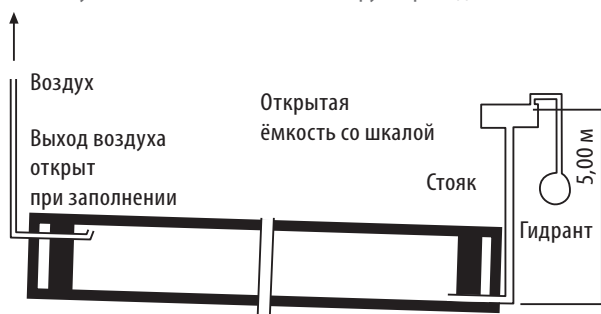 Воздух
Выход воздуха
открыт
при заполнении
Открытая
ёмкость со шкалой
Стояк
5,00 м
Гидрант